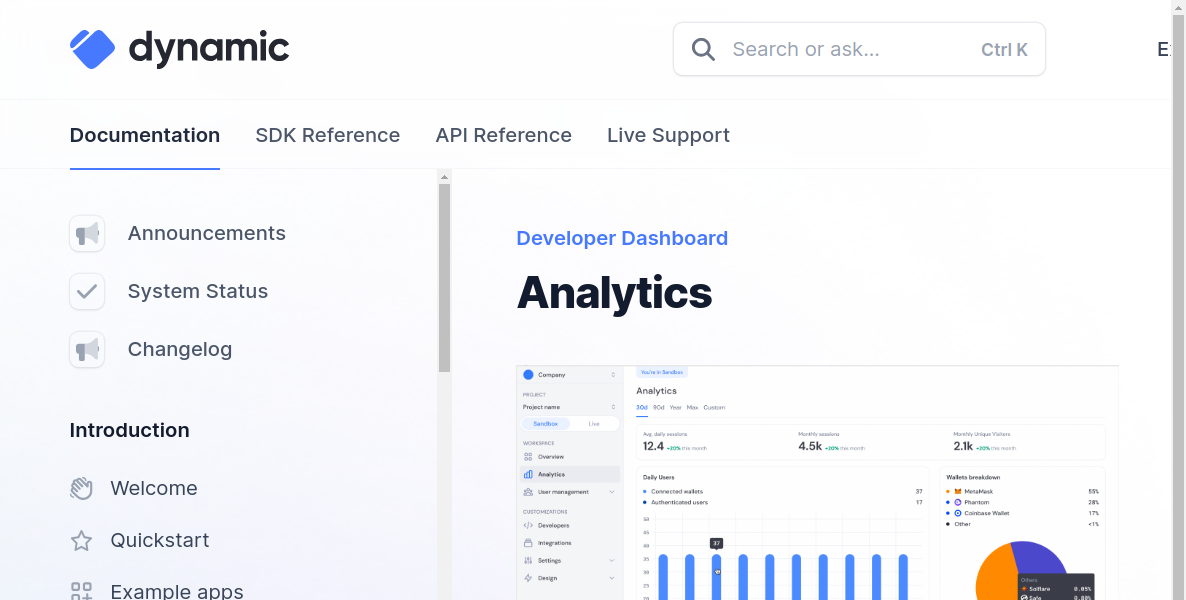 dynamic
Search or ask...
Ctrl K
Documentation
SDK Reference
API Reference
Live Support
Announcements
System Status
Changelog
Introduction
Welcome
Quickstart
Example apps
Developer Dashboard
Analytics
Company
PROJECT
Project name
Sandbox
Live
WORKSPACE
Overview
Analytics
User management
CUSTOMIZATIONS
Developers
Integrations
Settings
Design
You're in Sandbox
Analytics
30d 90d Year Max Custom
Avg. daily sessions
12.4 +20% this month
Monthly sessions
4.5k +20% this month
Monthly Unique Visitors
2.1k +20% this month
Daily Users
Connected wallets 37
Authenticated users 17
50
45
40
35
30
25
37
Wallets breakdown
MetaMask 55%
Phantom 28%
Coinbase Wallet 17%
Other <1%
Others
Solflare 0.05%
Safe 0.80%